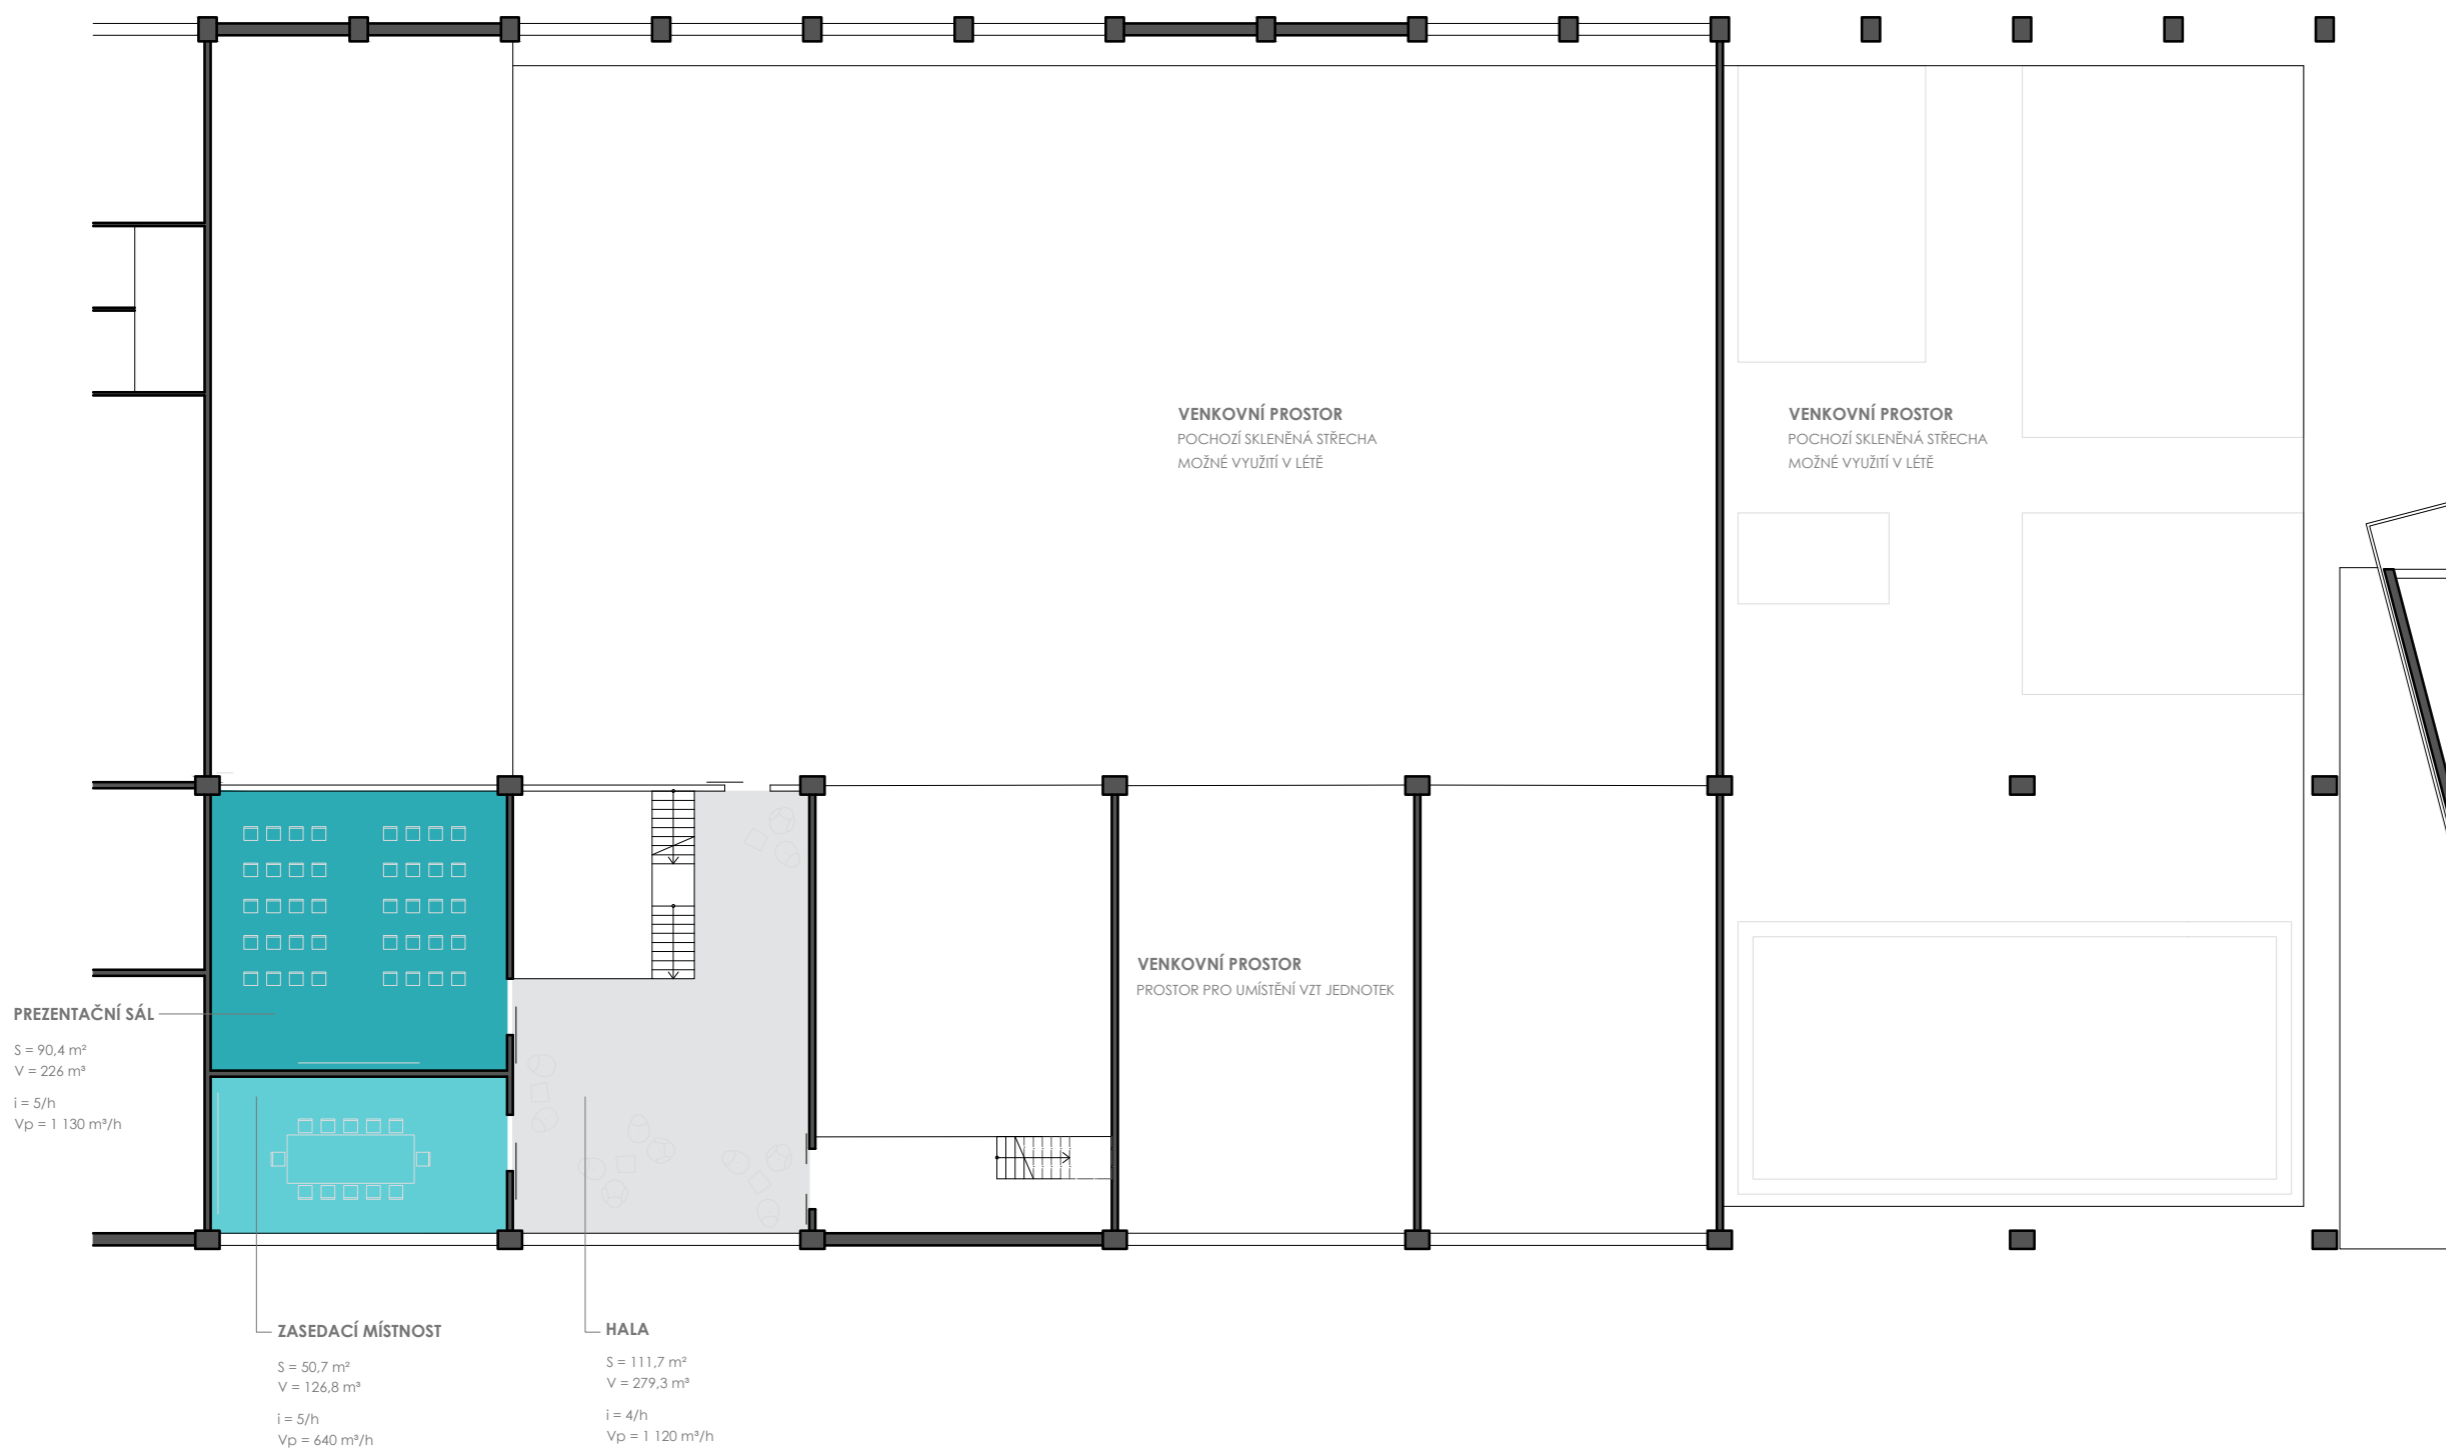 VENKOVNÍ PROSTOR
POCHOZÍ SKLENĚNÁ STŘECHA
MOŽNÉ VYUŽITÍ V LÉTĚ
VENKOVNÍ PROSTOR
POCHOZÍ SKLENĚNÁ STŘECHA
MOŽNÉ VYUŽITÍ V LÉTĚ
VENKOVNÍ PROSTOR
PROSTOR PRO UMÍSTĚNÍ VZT JEDNOTEK
PREZENTAČNÍ SÁL
S = 90,4 m²
V = 226 m³
i = 5/h
Vp = 1 130 m³/h
ZASEDACÍ MÍSTNOST
S = 50,7 m²
V = 126,8 m³
i = 5/h
Vp = 640 m³/h
HALA
S = 111,7 m²
V = 279,3 m³
i = 4/h
Vp = 1 120 m³/h